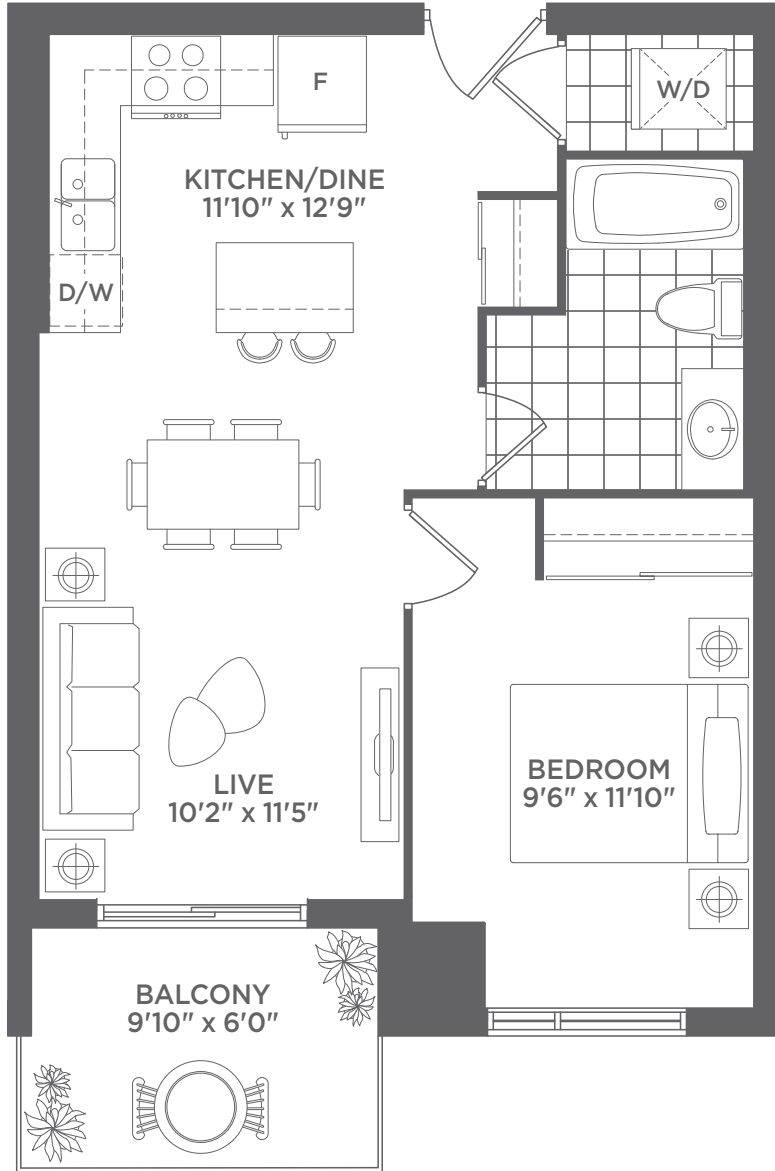 F
W/D
KITCHEN/DINE
11'10" x 12'9"
D/W
LIVE
10'2" x 11'5"
BEDROOM
9'6" x 11'10"
BALCONY
9'10" x 6'0"